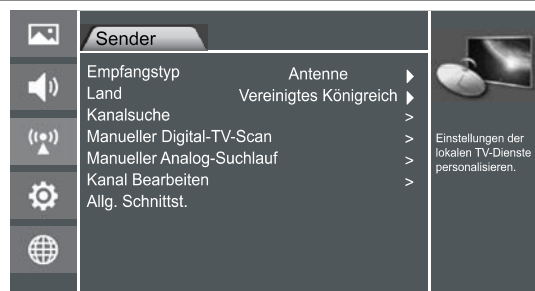 Sender
Empfangstyp Antenne
Land Vereinigtes Königreich
Kanalsuche >
Manueller Digital-TV-Scan >
Manueller Analog-Suchlauf >
Kanal Bearbeiten >
Allg. Schnittst.
Einstellungen der
lokalen TV-Dienste
personalisieren.